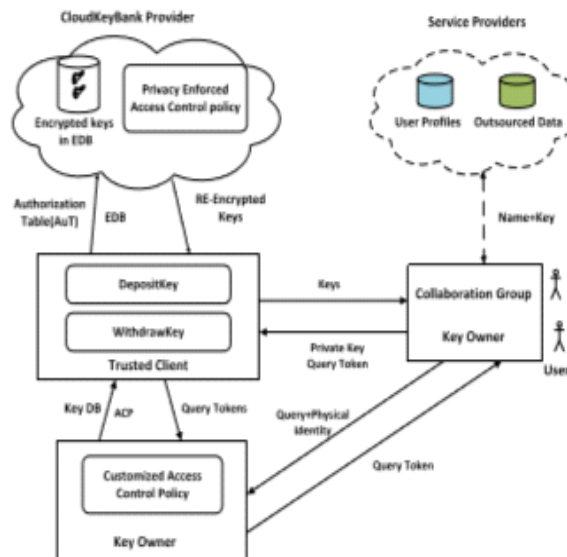 CloudKeyBank Provider
Service Providers
Encrypted keys
in EDB
Privacy Enforced
Access Control policy
User Profiles
Outsourced Data
Authorization
Table(AuT)
EDB
RE-Encrypted
Keys
Name+Key
DepositKey
WithdrawKey
Trusted Client
Keys
Private Key
Query Token
Collaboration Group
Key Owner
User
Key DB
ACP
Query Tokens
Query+Physical
Identity
Query Token
Customized Access
Control Policy
Key Owner